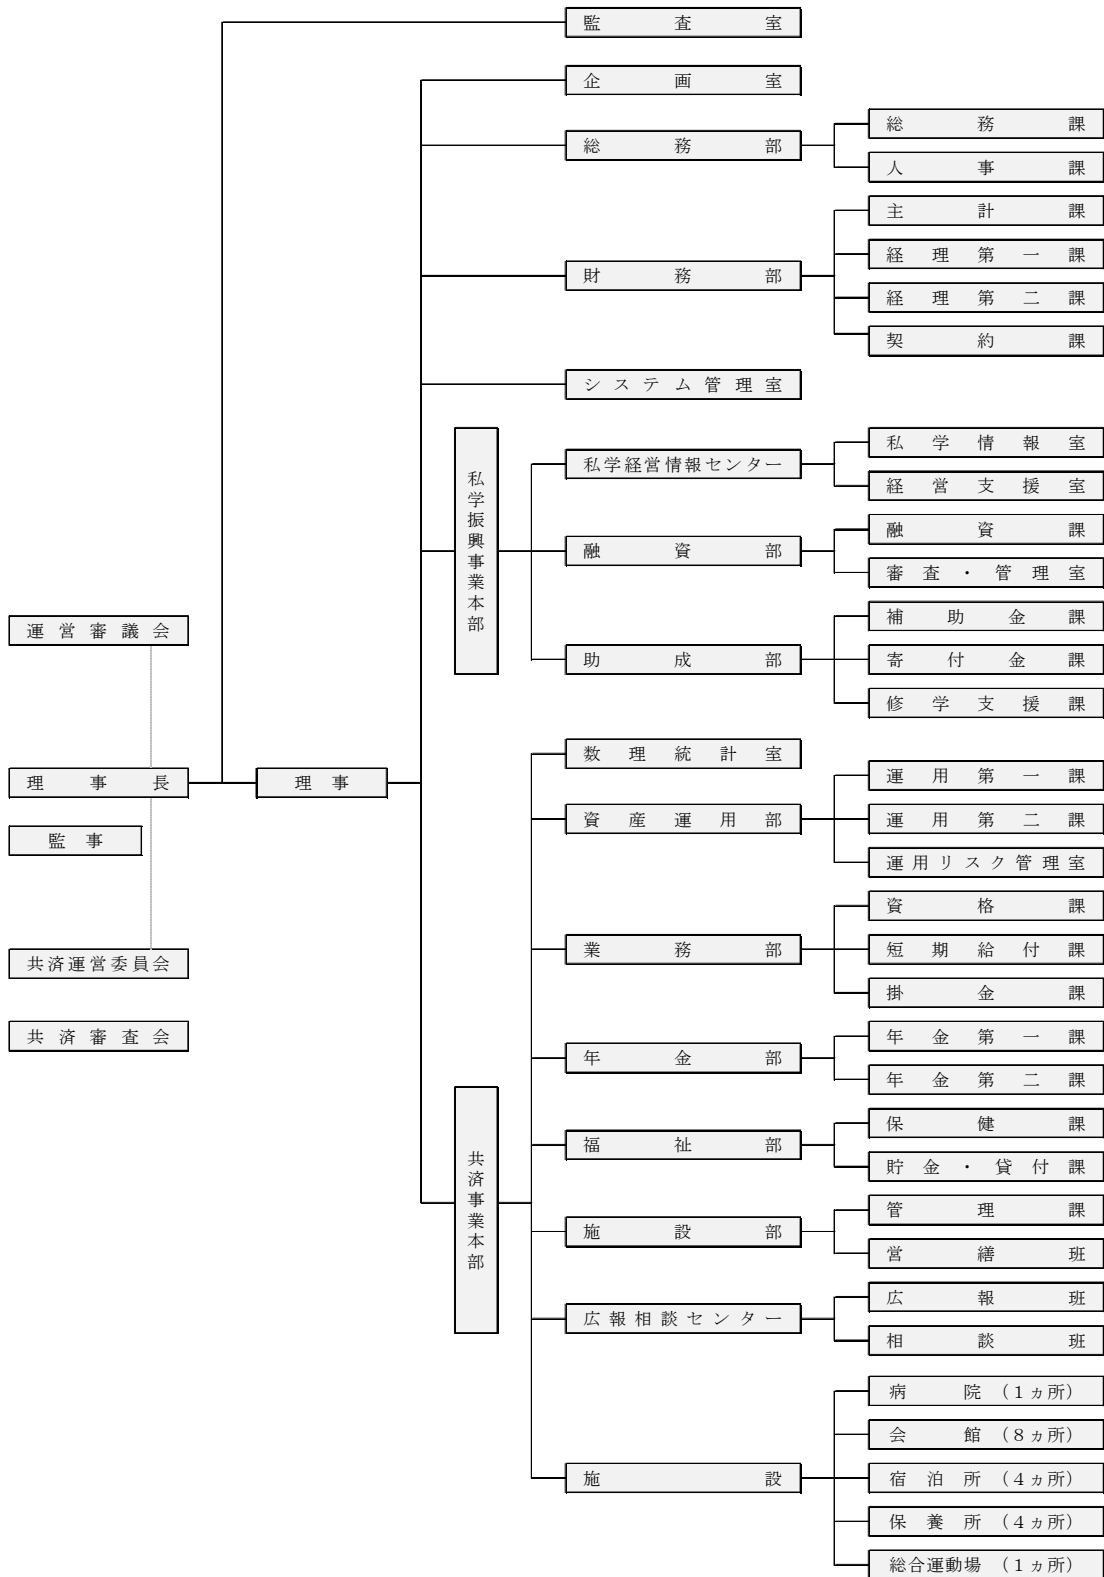 監査室
企画室
総務部
総務課
人事課
財務部
主計課
経理第一課
経理第二課
契約課
システム管理室
私学振興事業本部
私学経営情報センター
私学情報室
経営支援室
融資部
融資課
審査・管理室
助成部
補助金課
寄付金課
修学支援課
運営審議会
理事長
理事
監事
共済運営委員会
共済審査会
共済事業本部
数理統計室
資産運用部
運用第一課
運用第二課
運用リスク管理室
業務部
資格課
短期給付課
掛金課
年金部
年金第一課
年金第二課
福祉部
保健課
貯金・貸付課
施設部
管理課
営繕班
広報相談センター
広報班
相談班
施設
病院（1ヵ所）
会館（8ヵ所）
宿泊所（4ヵ所）
保養所（4ヵ所）
総合運動場（1ヵ所）